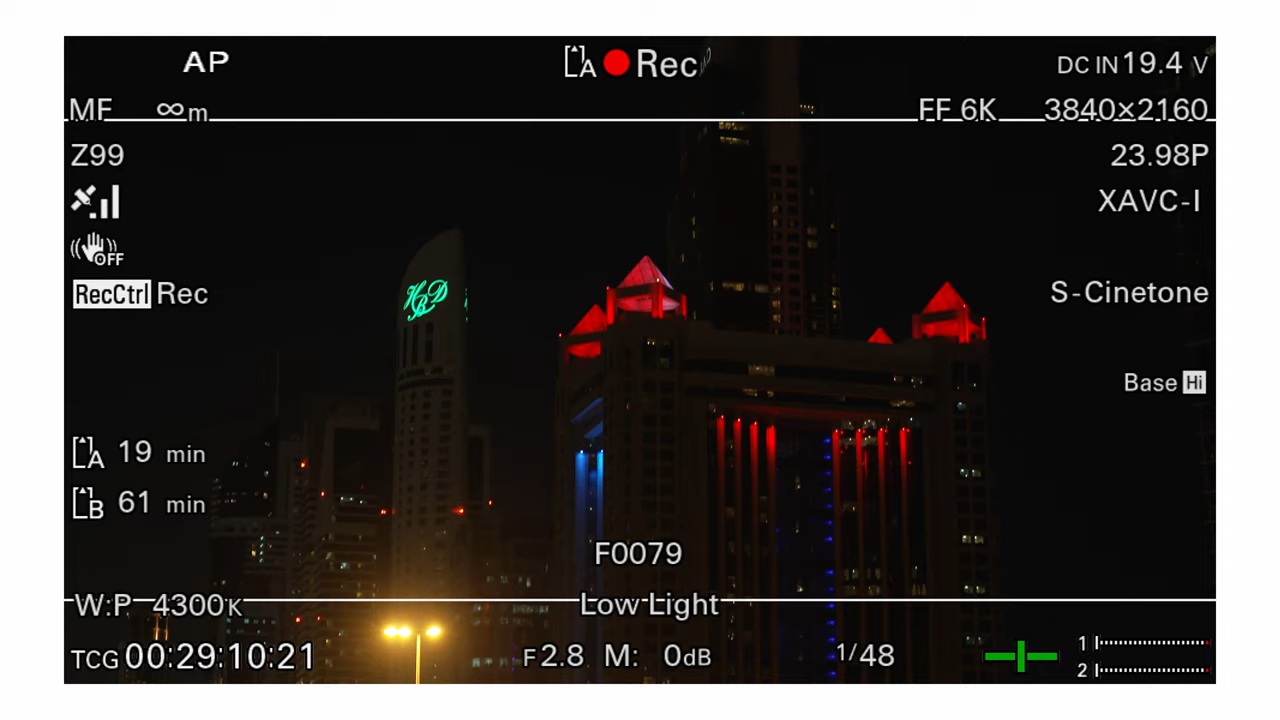 AP
A Rec
DC IN 19.4 V
MF ∞m
FF 6K 3840×2160
Z99
23.98P
XAVC-I
OFF
RecCtrl Rec
S-Cinetone
HBD
Base Hi
A 19 min
B 61 min
F0079
W:P 4300K
Low Light
TCG 00:29:10:21
F2.8 M: 0dB
1/48
1
2